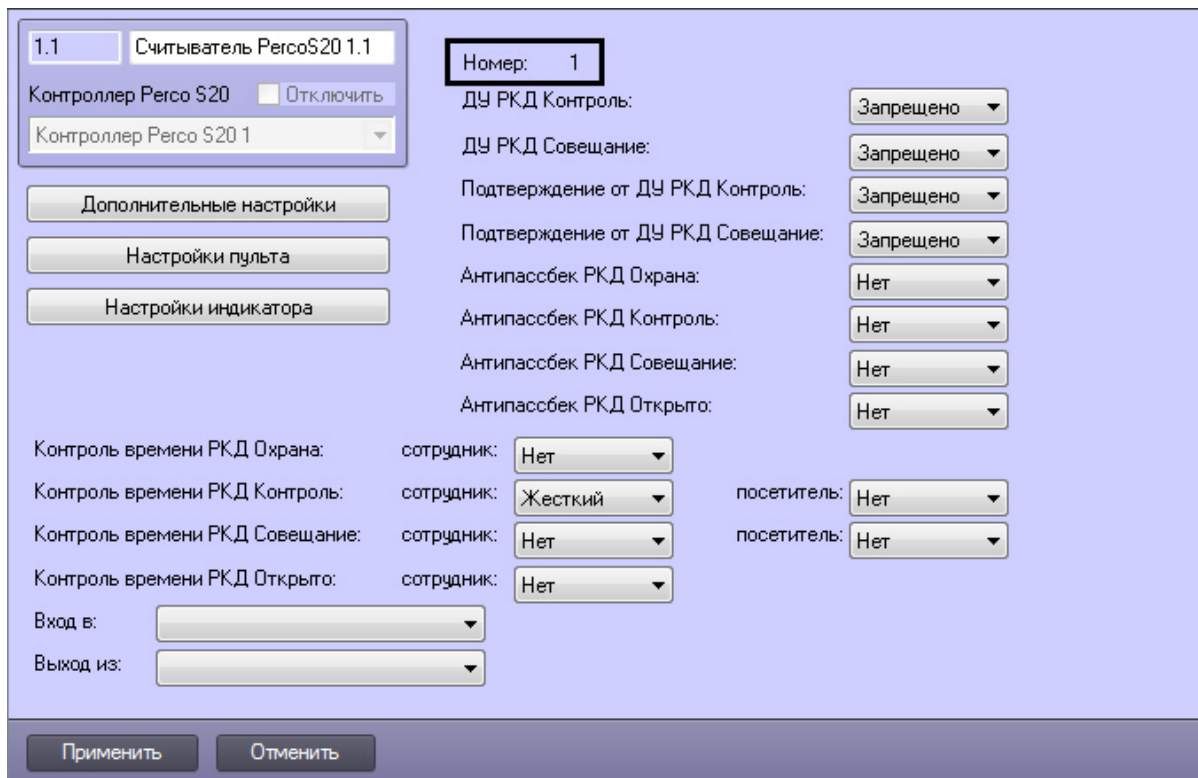 1.1 Считыватель PercoS20 1.1
Контроллер Perco S20 Отключить
Контроллер Perco S20 1
Дополнительные настройки
Настройки пульта
Настройки индикатора
Номер: 1
ДУ РКД Контроль: Запрещено
ДУ РКД Совещание: Запрещено
Подтверждение от ДУ РКД Контроль: Запрещено
Подтверждение от ДУ РКД Совещание: Запрещено
Антипассбек РКД Охрана: Нет
Антипассбек РКД Контроль: Нет
Антипассбек РКД Совещание: Нет
Антипассбек РКД Открыто: Нет
Контроль времени РКД Охрана: сотрудник: Нет
Контроль времени РКД Контроль: сотрудник: Жесткий посетитель: Нет
Контроль времени РКД Совещание: сотрудник: Нет посетитель: Нет
Контроль времени РКД Открыто: сотрудник: Нет
Вход в:
Выход из:
Применить Отменить